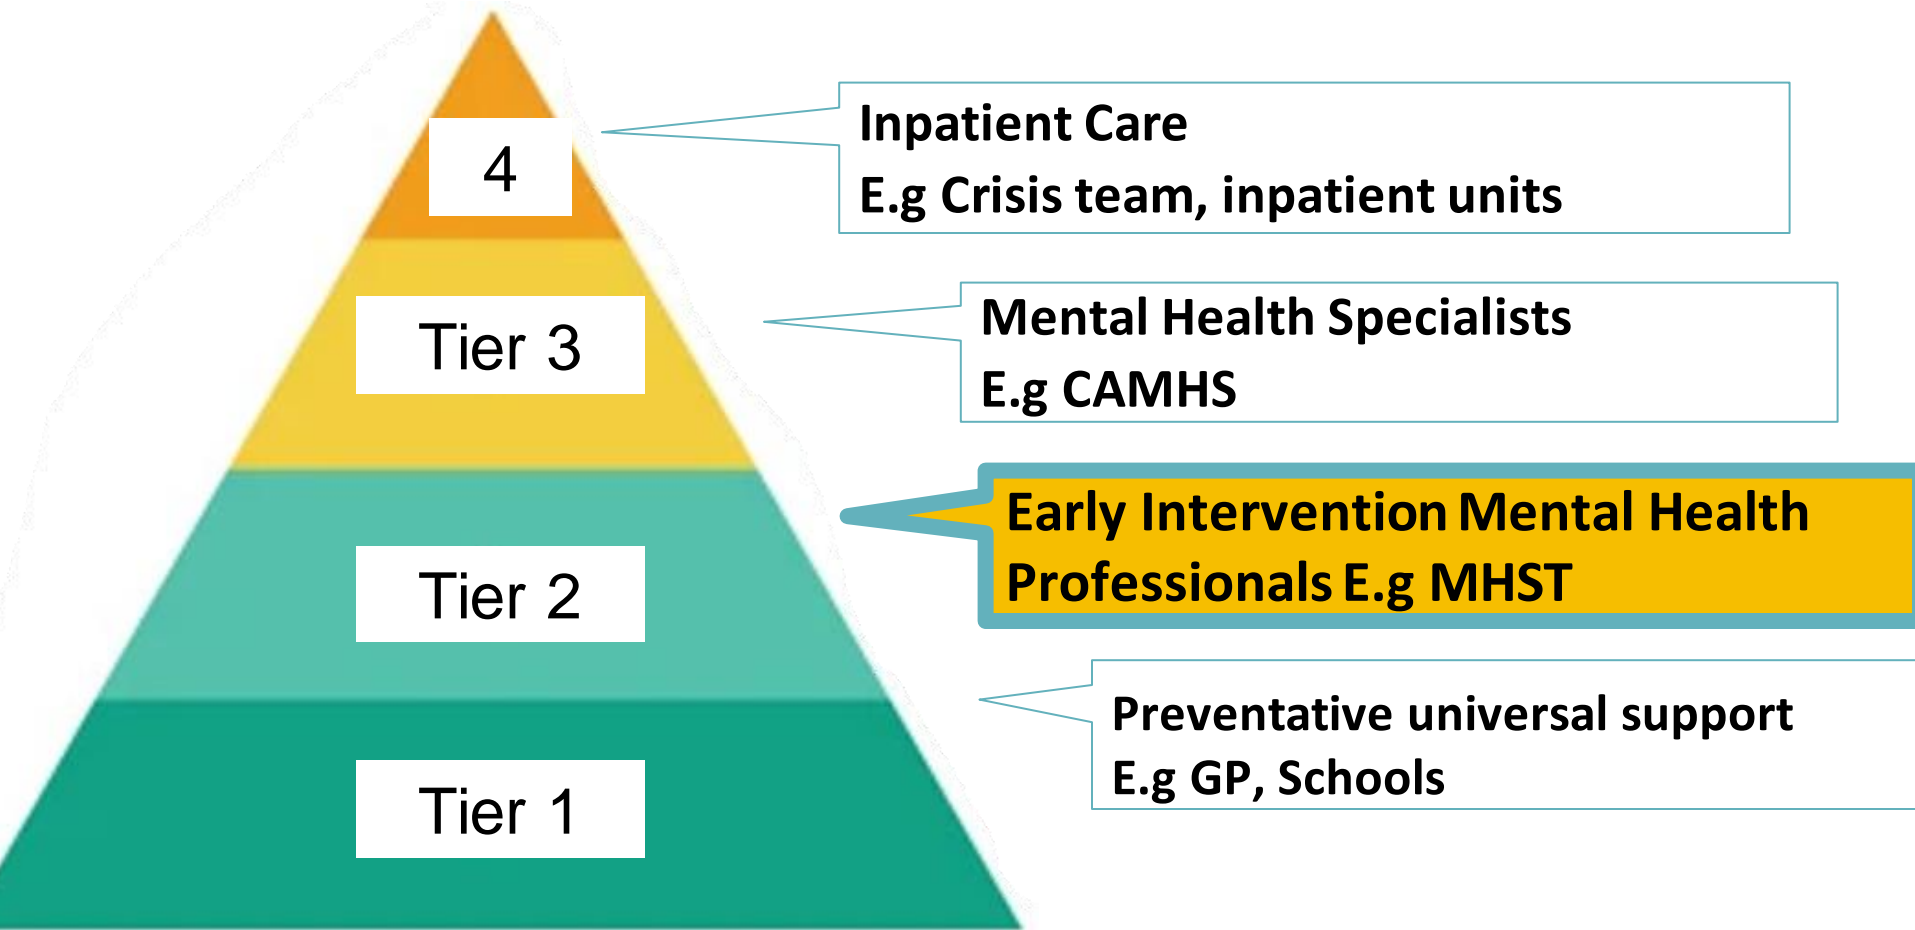 4
Inpatient Care
E.g Crisis team, inpatient units
Tier 3
Mental Health Specialists
E.g CAMHS
Tier 2
Early Intervention Mental Health
Professionals E.g MHST
Tier 1
Preventative universal support
E.g GP, Schools